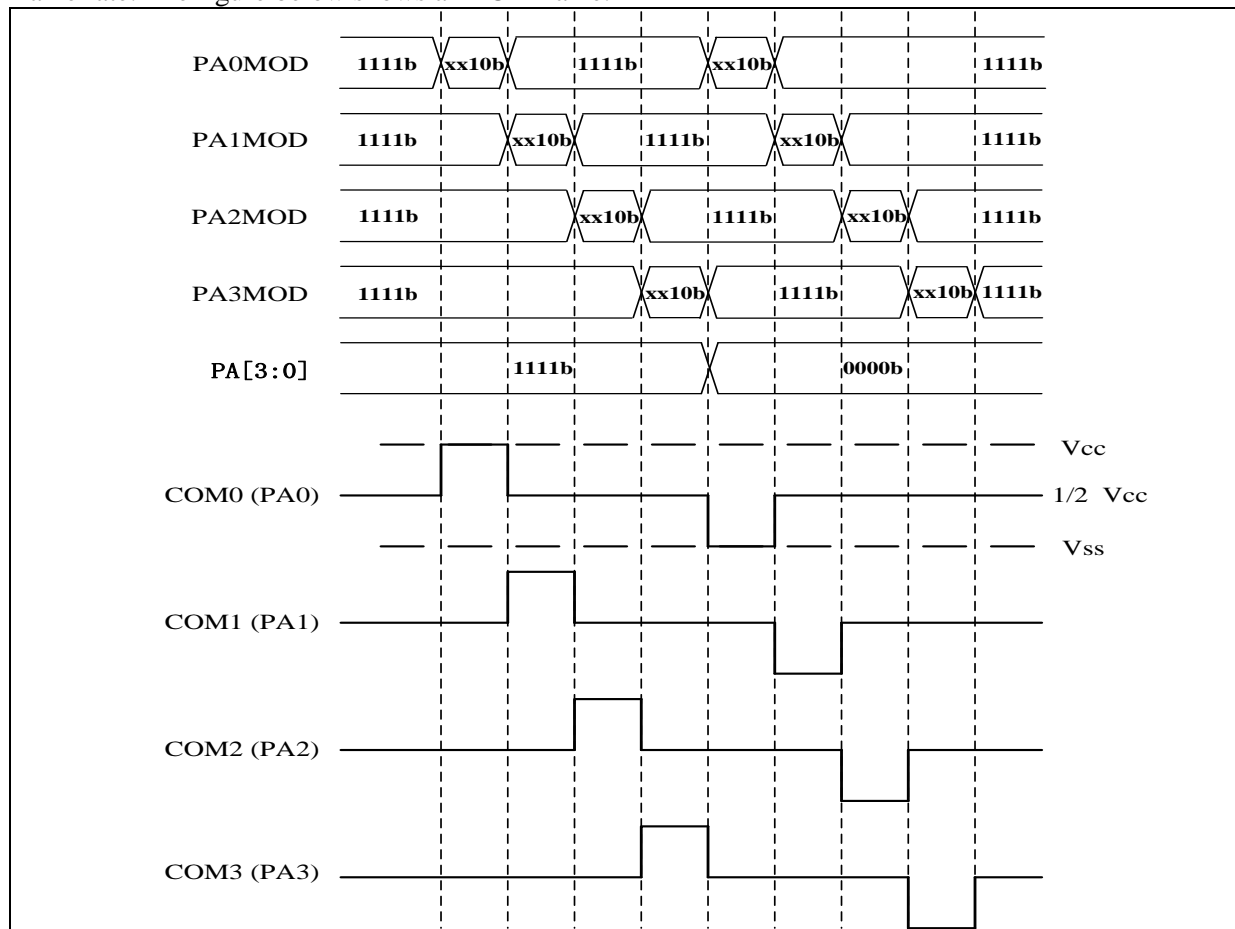 PA0MOD 1111b xx10b 1111b xx10b 1111b
PA1MOD 1111b xx10b 1111b xx10b 1111b
PA2MOD 1111b xx10b 1111b xx10b 1111b
PA3MOD 1111b xx10b 1111b xx10b 1111b
PA[3:0] 1111b 0000b
Vcc
COM0 (PA0) 1/2 Vcc
Vss
COM1 (PA1)
COM2 (PA2)
COM3 (PA3)